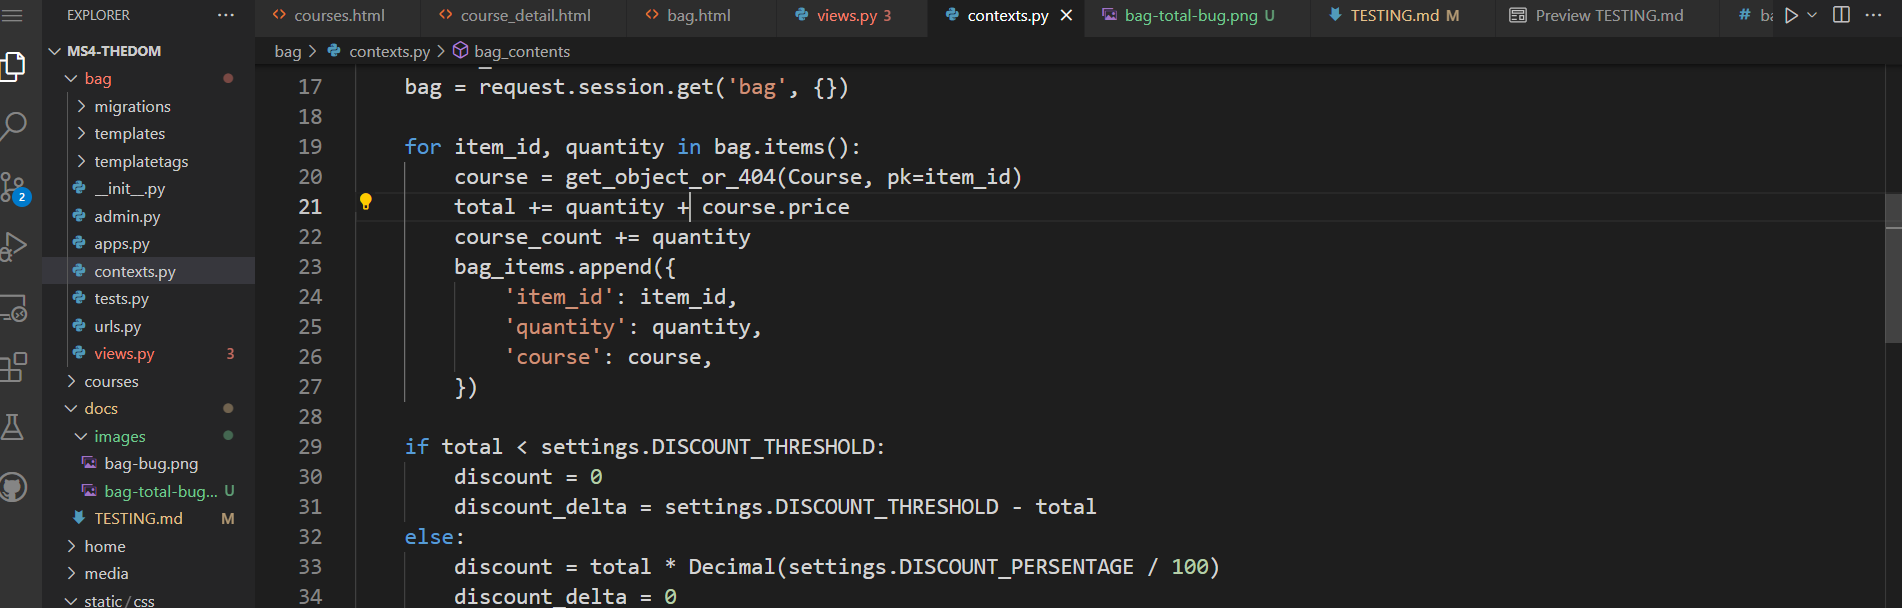 EXPLORER ...
MS4-THEDOM
bag
migrations
templates
templatetags
__init__.py
admin.py
apps.py
contexts.py
tests.py
urls.py
views.py 3
courses
docs
images
bag-bug.png
bag-total-bug... U
TESTING.md M
home
media
static/css
2
courses.html
course_detail.html
bag.html
views.py 3
contexts.py
bag-total-bug.png U
TESTING.md M
Preview TESTING.md
# ba
...
bag > contexts.py > bag_contents
17 bag = request.session.get('bag', {})
18
19 for item_id, quantity in bag.items():
20 course = get_object_or_404(Course, pk=item_id)
21 total += quantity + course.price
22 course_count += quantity
23 bag_items.append({
24 'item_id': item_id,
25 'quantity': quantity,
26 'course': course,
27 })
28
29 if total < settings.DISCOUNT_THRESHOLD:
30 discount = 0
31 discount_delta = settings.DISCOUNT_THRESHOLD - total
32 else:
33 discount = total * Decimal(settings.DISCOUNT_PERSENTAGE / 100)
34 discount_delta = 0